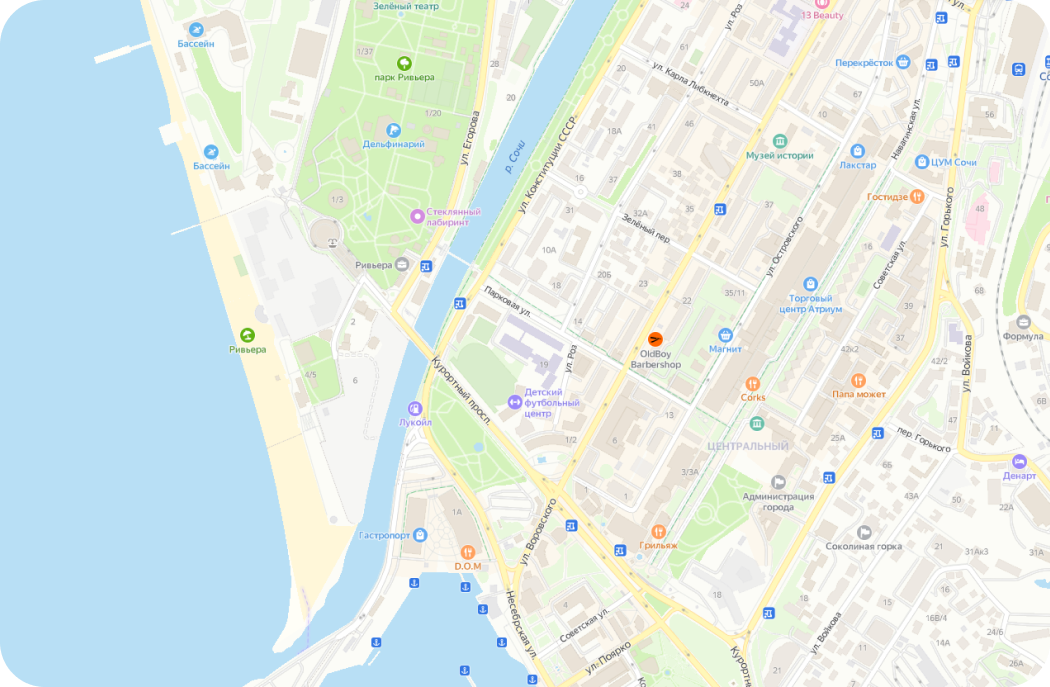 Зелёный театр
13 Beauty
24
ул. Роз
Бассейн
1/37
61
Перекрёсток
28
20
парк Ривьера
ул. Карла Либкнехта
50А
67
56
20
1/20
10
Навагинская ул.
ул. Егорова
Дельфинарий
р. Сочи
ул. Конституции СССР
18А
41
46
Музей истории
Лакстар
ЦУМ Сочи
Бассейн
38
16
37
1/3
Гостидзе
48
31
32А
35
Стеклянный
лабиринт
Зелёный пер.
ул. Островского
ул. Горького
10А
Советская ул.
Ривьера
20Б
18
23
22
35/11
6В
Парковая ул.
Торговый
центр Атриум
39
2
14
Формула
Ривьера
OldBoy
Barbershop
Магнит
42к2
42/2
ул. Войкова
4/5
6
19
ул. Роз
Курортный просп.
Детский
футбольный
центр
Corks
Папа может
6В
Лукойл
13
47
11
1/2
6
ЦЕНТРАЛЬНЫЙ
25А
пер. Горького
3/3А
Денарт
Администрация
города
43А
50
22А
1
1
1А
ул. Воровского
Гастропорт
Грильяж
Соколиная горка
21
31Ак3
31А
D.O.M
18
Несебрская ул.
4
15
16В/4
Советская ул.
ул. Войкова
24/6
14А
ул. Поярко
Курортн
21
26А